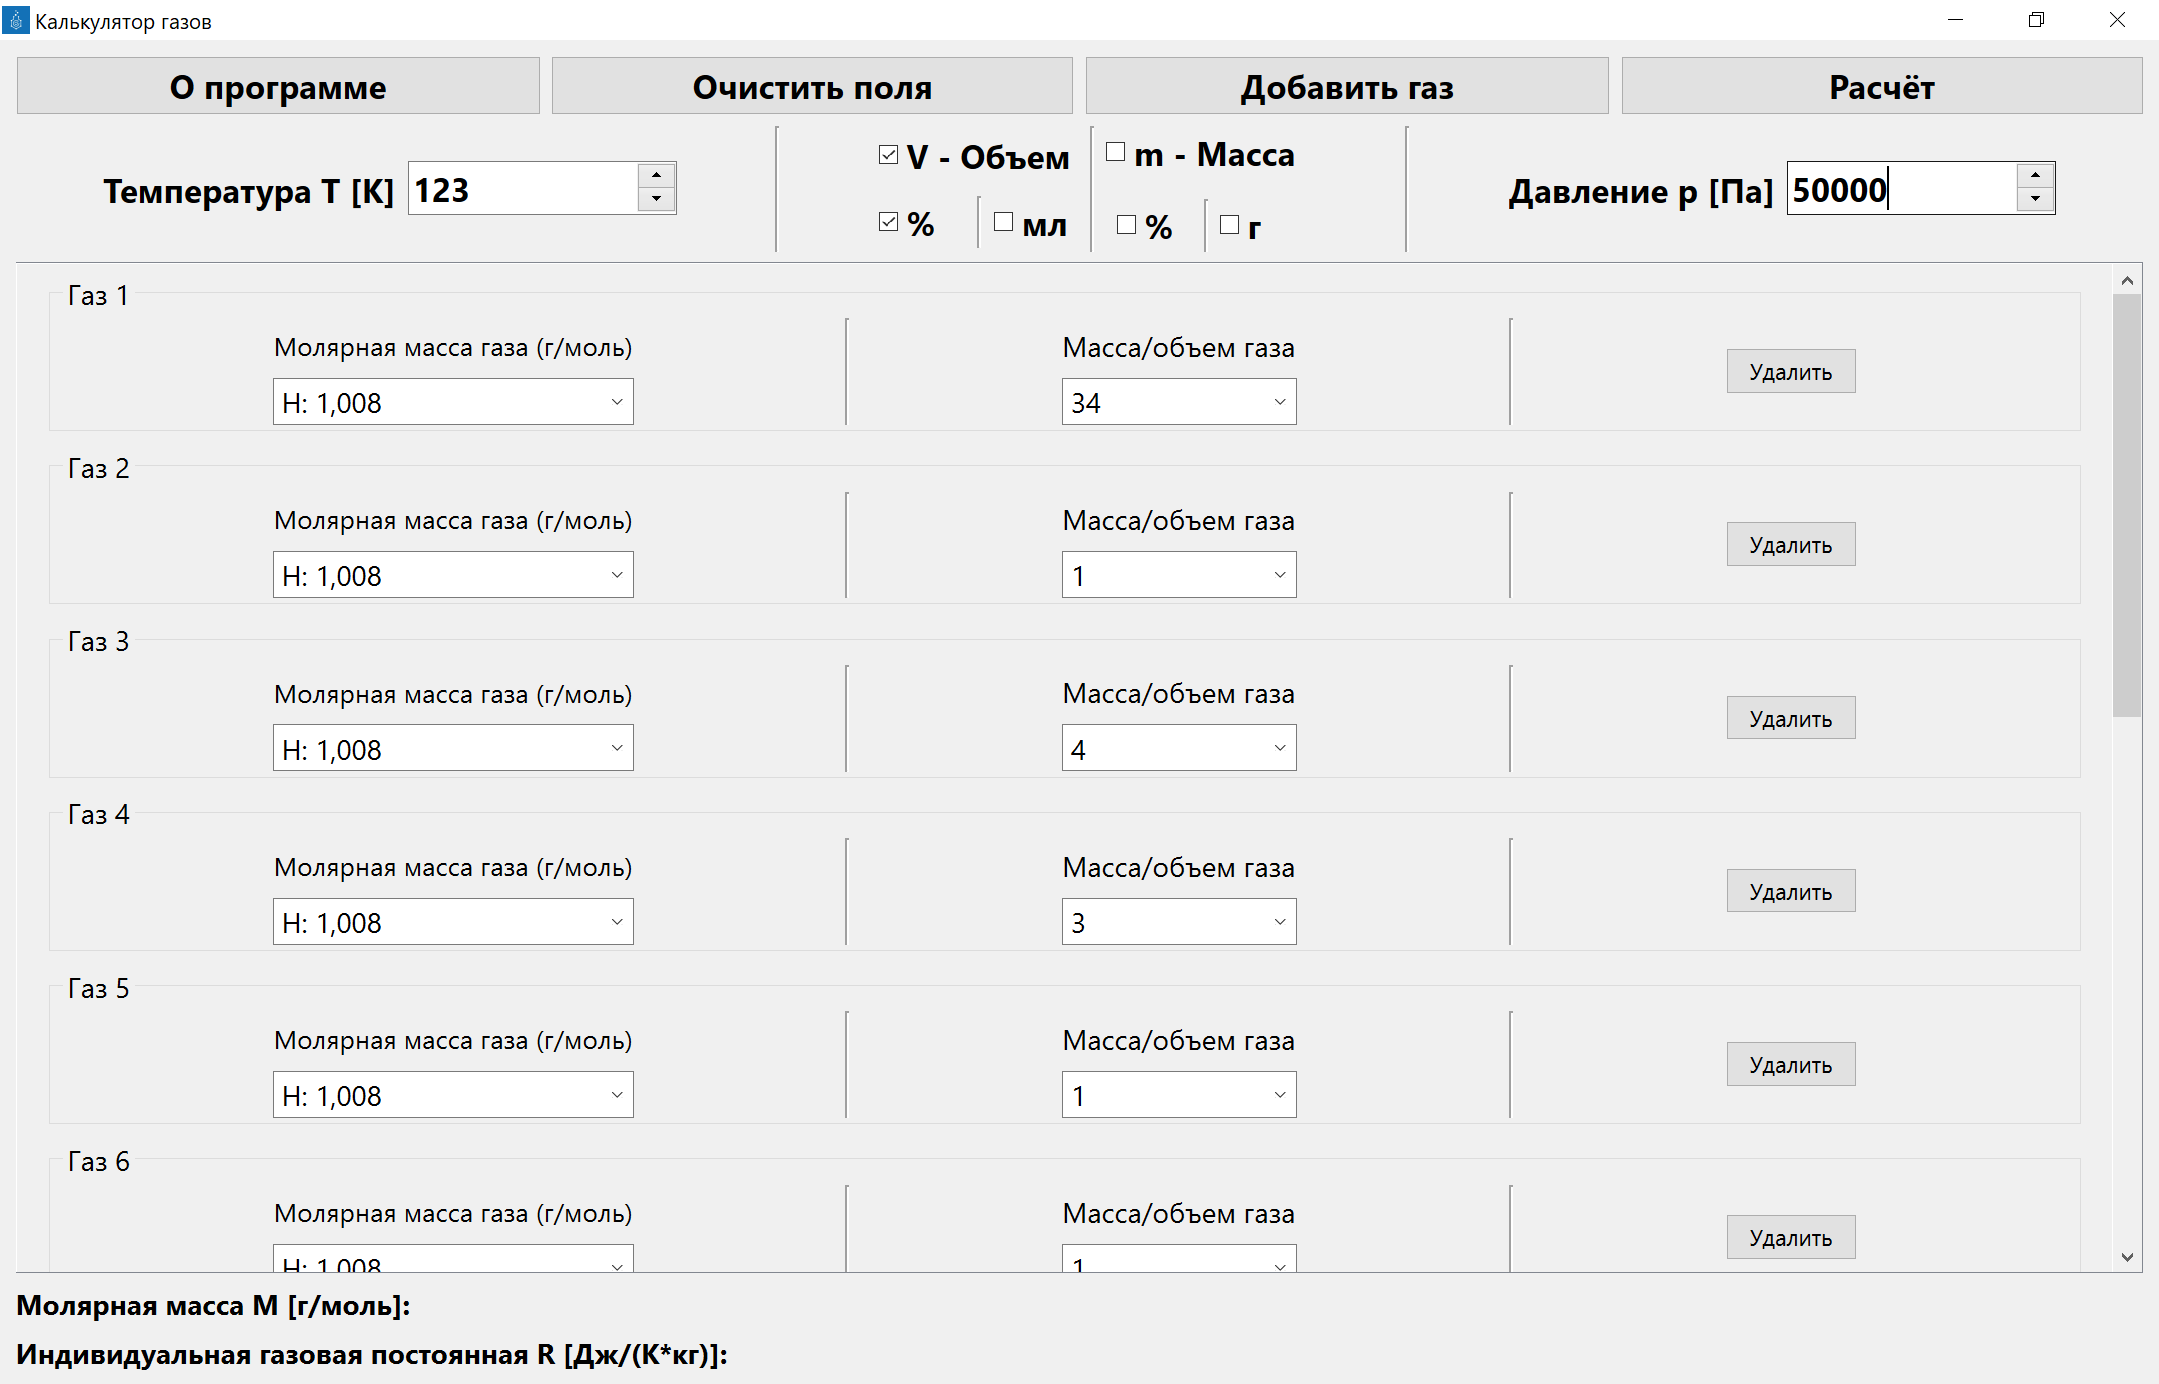 Калькулятор газов
О программе
Очистить поля
Добавить газ
Расчёт
Температура T [К] 123
V - Объем
m - Масса
%
мл
%
г
Давление p [Па] 50000
Газ 1
Молярная масса газа (г/моль)
Масса/объем газа
H: 1,008
34
Удалить
Газ 2
Молярная масса газа (г/моль)
Масса/объем газа
H: 1,008
1
Удалить
Газ 3
Молярная масса газа (г/моль)
Масса/объем газа
H: 1,008
4
Удалить
Газ 4
Молярная масса газа (г/моль)
Масса/объем газа
H: 1,008
3
Удалить
Газ 5
Молярная масса газа (г/моль)
Масса/объем газа
H: 1,008
1
Удалить
Газ 6
Молярная масса газа (г/моль)
Масса/объем газа
H: 1,008
1
Удалить
Молярная масса M [г/моль]:
Индивидуальная газовая постоянная R [Дж/(К*кг)]: